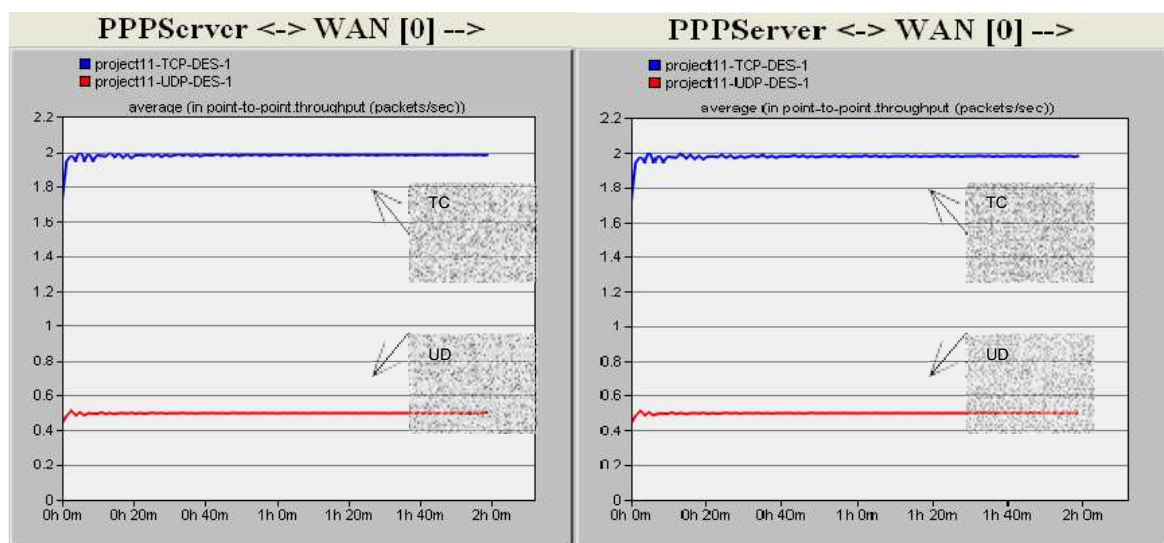 PPPServer <-> WAN [0] -->
project11-TCP-DES-1
project11-UDP-DES-1
average (in point-to-point.throughput (packets/sec))
2.2
2
1.8
1.6
1.4
1.2
1
0.8
0.6
0.4
0.2
0
TC
UD
0h 0m 0h 20m 0h 40m 1h 0m 1h 20m 1h 40m 2h 0m
PPPServer <-> WAN [0] -->
project11-TCP-DES-1
project11-UDP-DES-1
average (in point-to-point.throughput (packets/sec))
2.2
2
1.8
1.6
1.4
1.2
1
0.8
0.6
0.4
0.2
0
TC
UD
0h 0m 0h 20m 0h 40m 1h 0m 1h 20m 1h 40m 2h 0m